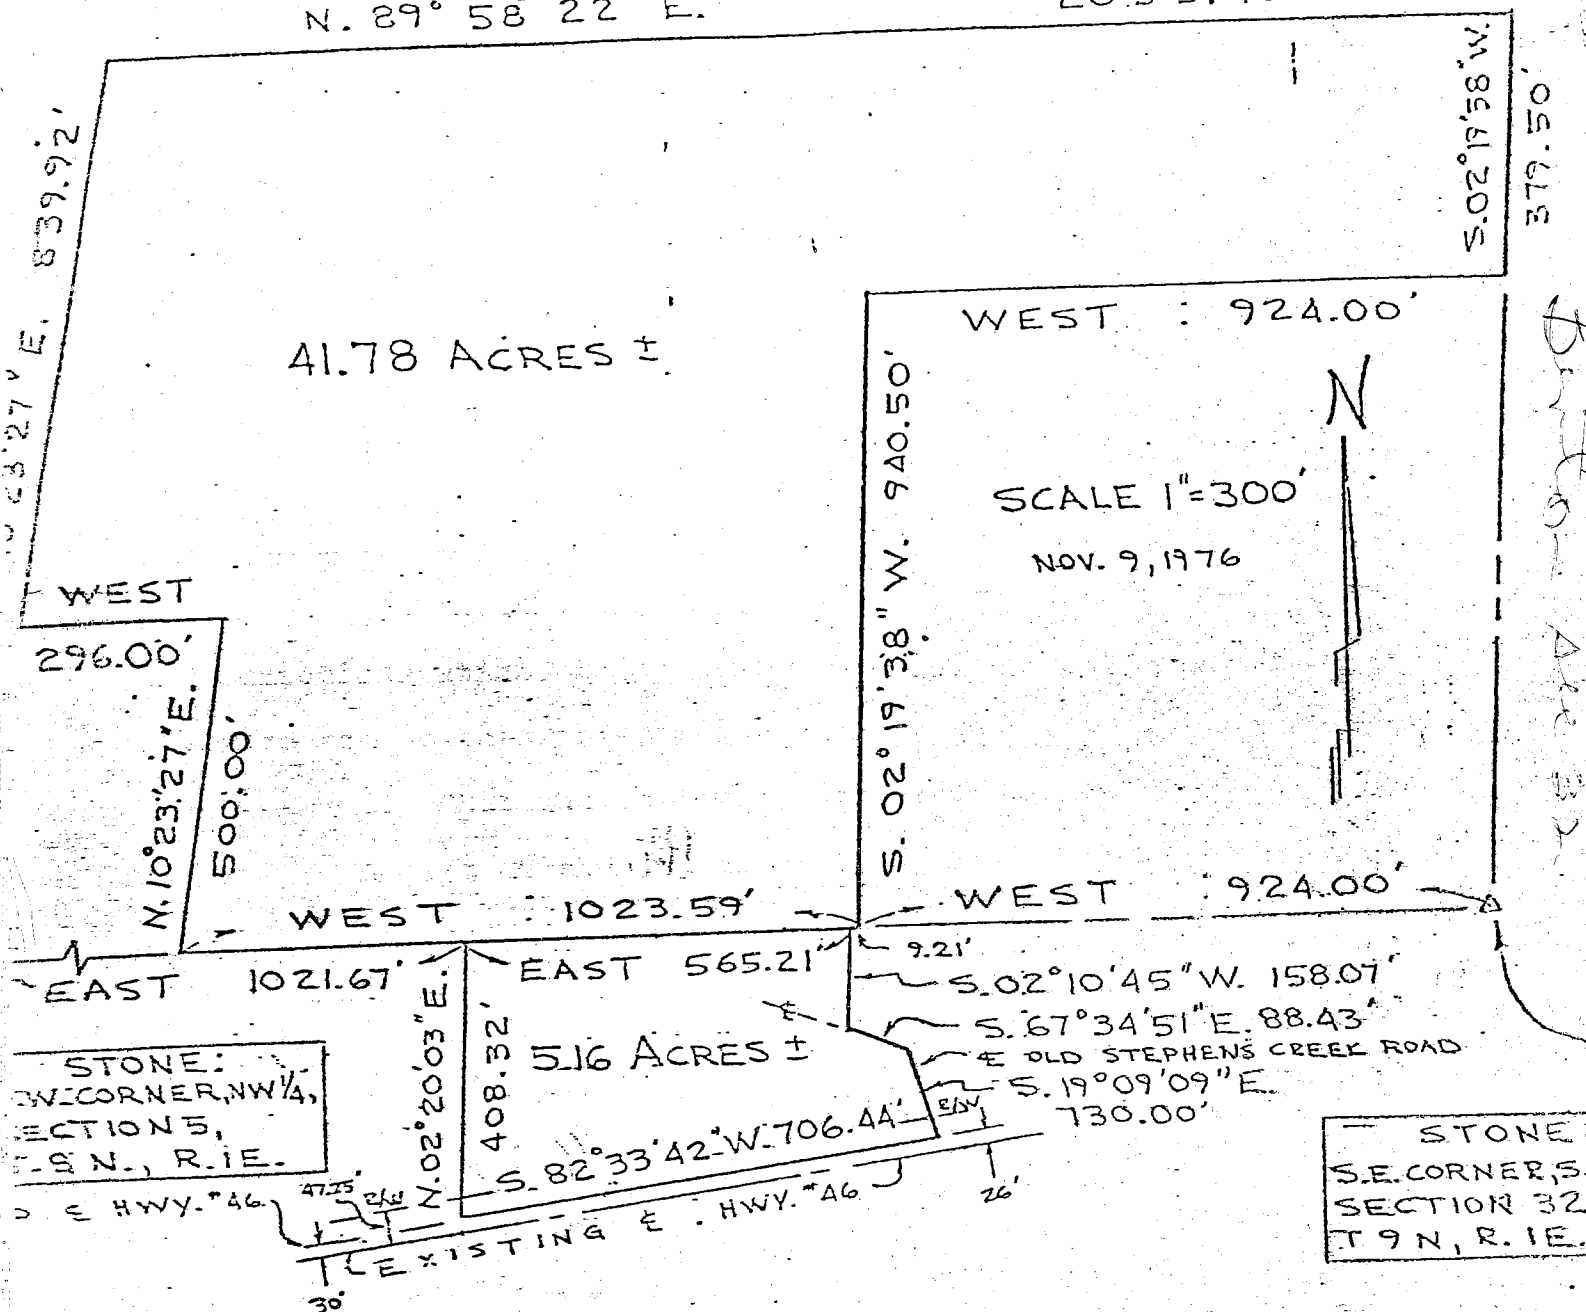 N. 89° 58 22 E.
839.92'
23'27" E.
S.02°19'58"W.
379.50'
WEST : 924.00'
41.78 ACRES ±
N
S. 02° 19' 38" W. 940.50'
SCALE 1"=300'
NOV. 9, 1976
WEST
296.00'
N.10°23'27"E.
500.00'
WEST : 1023.59'
WEST : 924.00'
EAST 1021.67'
EAST 565.21'
9.21'
S.02°10'45"W. 158.07'
S.67°34'51"E. 88.43'
℄ OLD STEPHENS CREEK ROAD
S.19°09'09"E.
730.00'
N.02°20'03"E.
408.32'
5.16 ACRES ±
℄
S. 82°33'42"W. 706.44'
R/W
STONE:
CORNER, NW 1/4,
SECTION 5,
N., R.1E.
℄ HWY. #46
47.25'
R/W
EXISTING ℄ HWY. #46
26'
30'
STONE
S.E. CORNER, S.
SECTION 32
T 9 N, R. 1E.